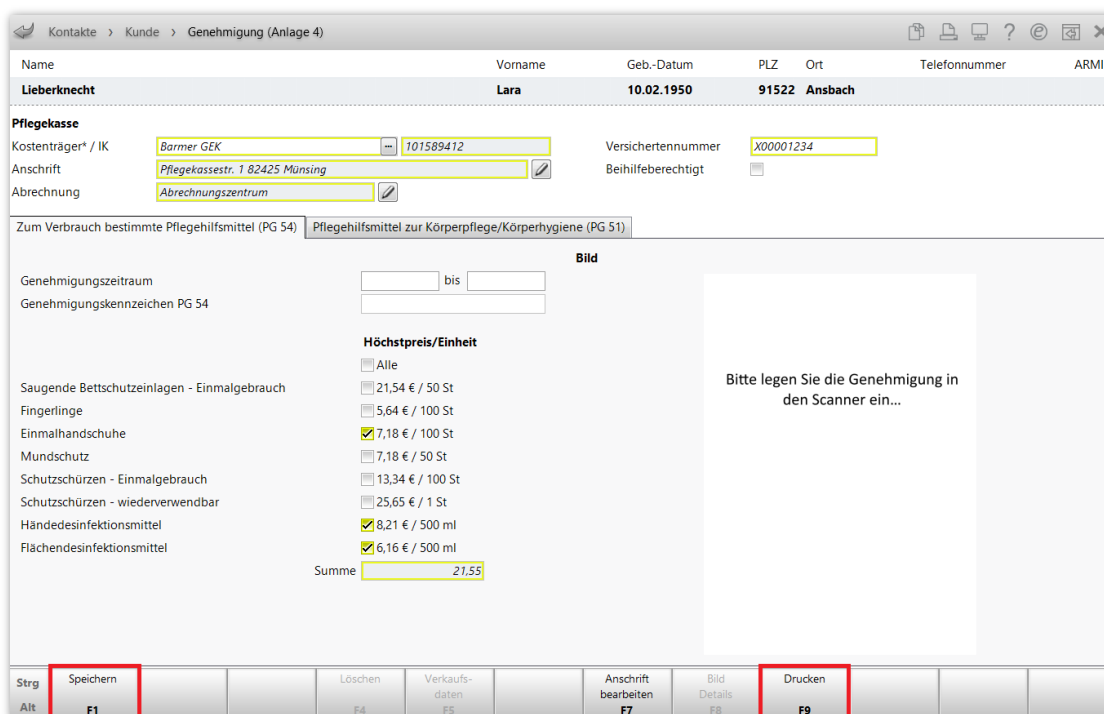 Kontakte > Kunde > Genehmigung (Anlage 4)
Name Vorname Geb.-Datum PLZ Ort Telefonnummer ARMI
Lieberknecht Lara 10.02.1950 91522 Ansbach
Pflegekasse
Kostenträger* / IK Barmer GEK ... 101589412 Versichertennummer X00001234
Anschrift Pflegekassestr. 1 82425 Münsing Beihilfeberechtigt
Abrechnung Abrechnungszentrum
Zum Verbrauch bestimmte Pflegehilfsmittel (PG 54) Pflegehilfsmittel zur Körperpflege/Körperhygiene (PG 51)
Bild
Genehmigungszeitraum bis
Genehmigungskennzeichen PG 54
Höchstpreis/Einheit
Alle
Saugende Bettschutzeinlagen - Einmalgebrauch 21,54 € / 50 St
Fingerlinge 5,64 € / 100 St
Einmalhandschuhe 7,18 € / 100 St
Mundschutz 7,18 € / 50 St
Schutzschürzen - Einmalgebrauch 13,34 € / 100 St
Schutzschürzen - wiederverwendbar 25,65 € / 1 St
Händedesinfektionsmittel 8,21 € / 500 ml
Flächendesinfektionsmittel 6,16 € / 500 ml
Summe 21,55
Bitte legen Sie die Genehmigung in
den Scanner ein...
Strg Alt
Speichern F1
Löschen F4
Verkaufs-
daten F5
Anschrift
bearbeiten F7
Bild
Details F8
Drucken F9